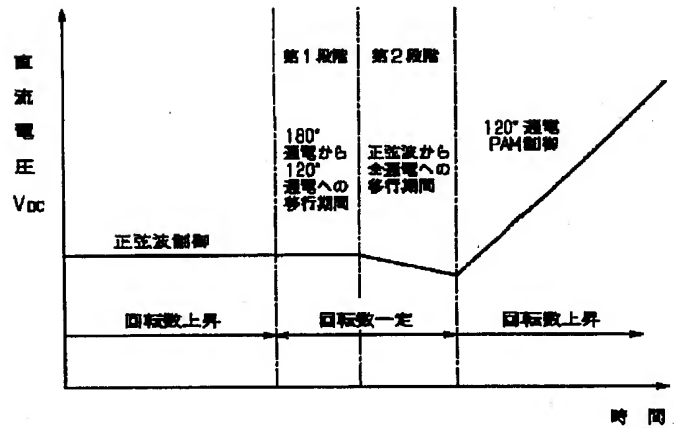 直流電圧
VDC
第1段階
第2段階
180°
通電から
120°
通電への
移行期間
正弦波から
全通電への
移行期間
120°通電
PAM制御
正弦波制御
回転数上昇
回転数一定
回転数上昇
時間